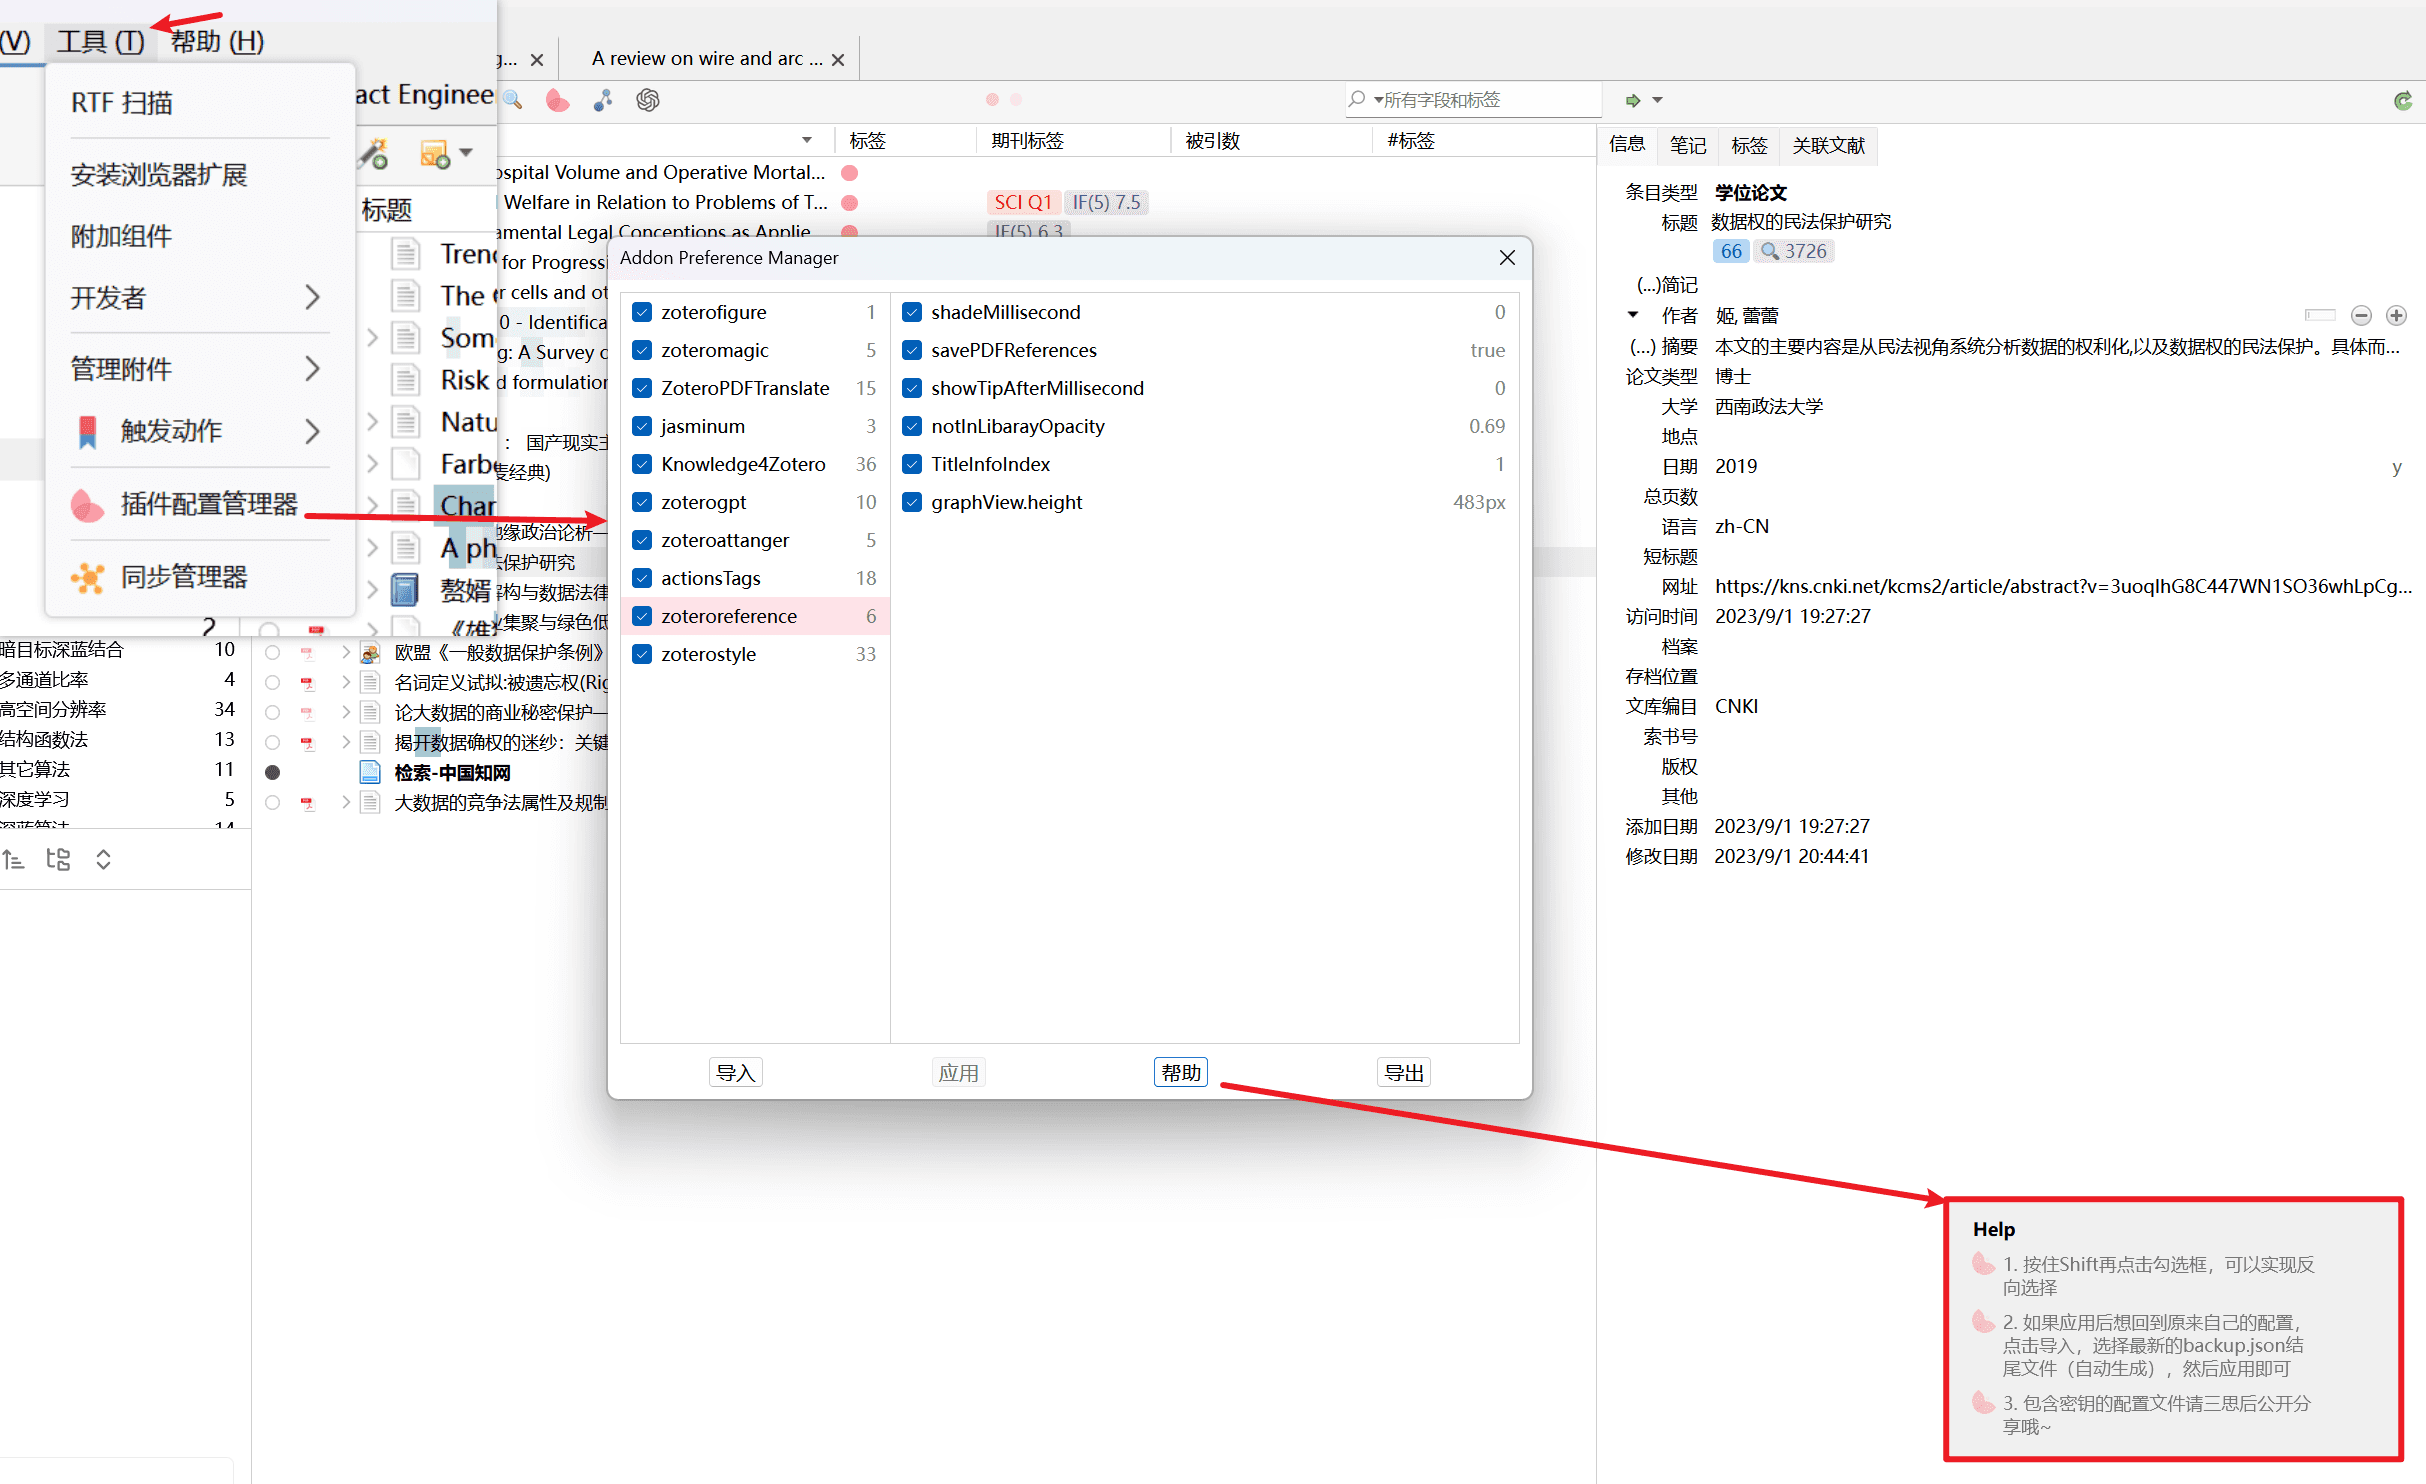 (V) 工具 (T) 帮助 (H)
RTF 扫描
安装浏览器扩展
附加组件
开发者
管理附件
触发动作
插件配置管理器
同步管理器
act Enginee
标题
Tren
The
Som
Risk
Natu
Farb
Char
A ph
嫠婿
g...
A review on wire and arc ...
所有字段和标签
标签
期刊标签
被引数
#标签
ospital Volume and Operative Mortal...
Welfare in Relation to Problems of T...
SCI Q1 IF(5) 7.5
amental Legal Conceptions as Applie
IF(5) 6.3
for Progressi
r cells and ot
0 - Identifica
g: A Survey o
d formulation
： 国产现实主
麦经典)
地缘政治论析—
法保护研究
构与数据法律
业集聚与绿色低
2
暗目标深蓝结合 10
多通道比率 4
高空间分辨率 34
结构函数法 13
其它算法 11
深度学习 5
深蓝算法 14
欧盟《一般数据保护条例》
名词定义试拟:被遗忘权(Rig
论大数据的商业秘密保护—
揭开数据确权的迷纱：关键
检索-中国知网
大数据的竞争法属性及规制
Addon Preference Manager
zoterofigure 1
zoteromagic 5
ZoteroPDFTranslate 15
jasminum 3
Knowledge4Zotero 36
zoterogpt 10
zoteroattanger 5
actionsTags 18
zoteroreference 6
zoterostyle 33
shadeMillisecond 0
savePDFReferences true
showTipAfterMillisecond 0
notInLibarayOpacity 0.69
TitleInfoIndex 1
graphView.height 483px
导入
应用
帮助
导出
信息
笔记
标签
关联文献
条目类型 学位论文
标题 数据权的民法保护研究
66 3726
(...)简记
作者 姬, 蕾蕾
(...) 摘要 本文的主要内容是从民法视角系统分析数据的权利化,以及数据权的民法保护。具体而...
论文类型 博士
大学 西南政法大学
地点
日期 2019 y
总页数
语言 zh-CN
短标题
网址 https://kns.cnki.net/kcms2/article/abstract?v=3uoqIhG8C447WN1SO36whLpCg...
访问时间 2023/9/1 19:27:27
档案
存档位置
文库编目 CNKI
索书号
版权
其他
添加日期 2023/9/1 19:27:27
修改日期 2023/9/1 20:44:41
Help
1. 按住Shift再点击勾选框，可以实现反
向选择
2. 如果应用后想回到原来自己的配置，
点击导入，选择最新的backup.json结
尾文件（自动生成），然后应用即可
3. 包含密钥的配置文件请三思后公开分
享哦~